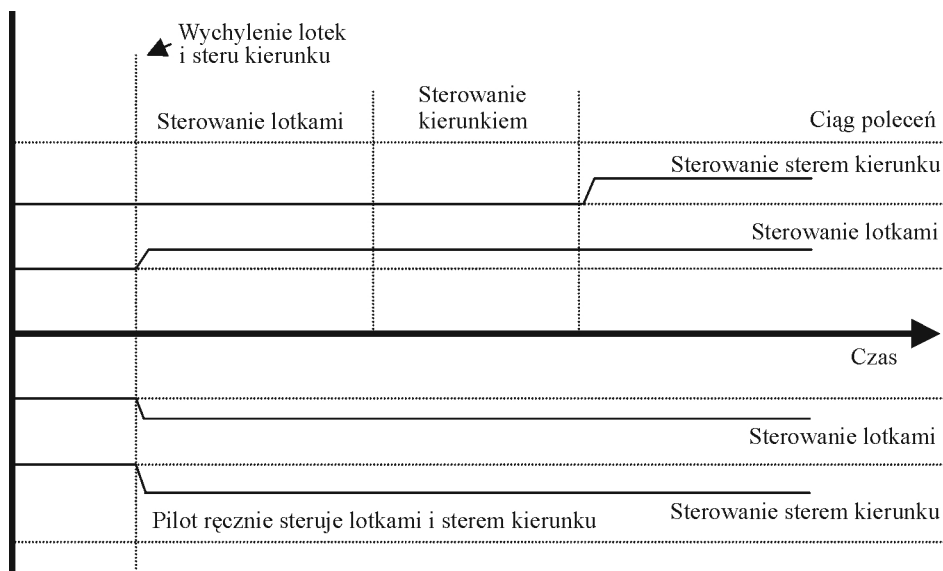 Wychylenie lotek
i steru kierunku
Sterowanie lotkami
Sterowanie
kierunkiem
Ciąg poleceń
Sterowanie sterem kierunku
Sterowanie lotkami
Czas
Sterowanie lotkami
Pilot ręcznie steruje lotkami i sterem kierunku
Sterowanie sterem kierunku